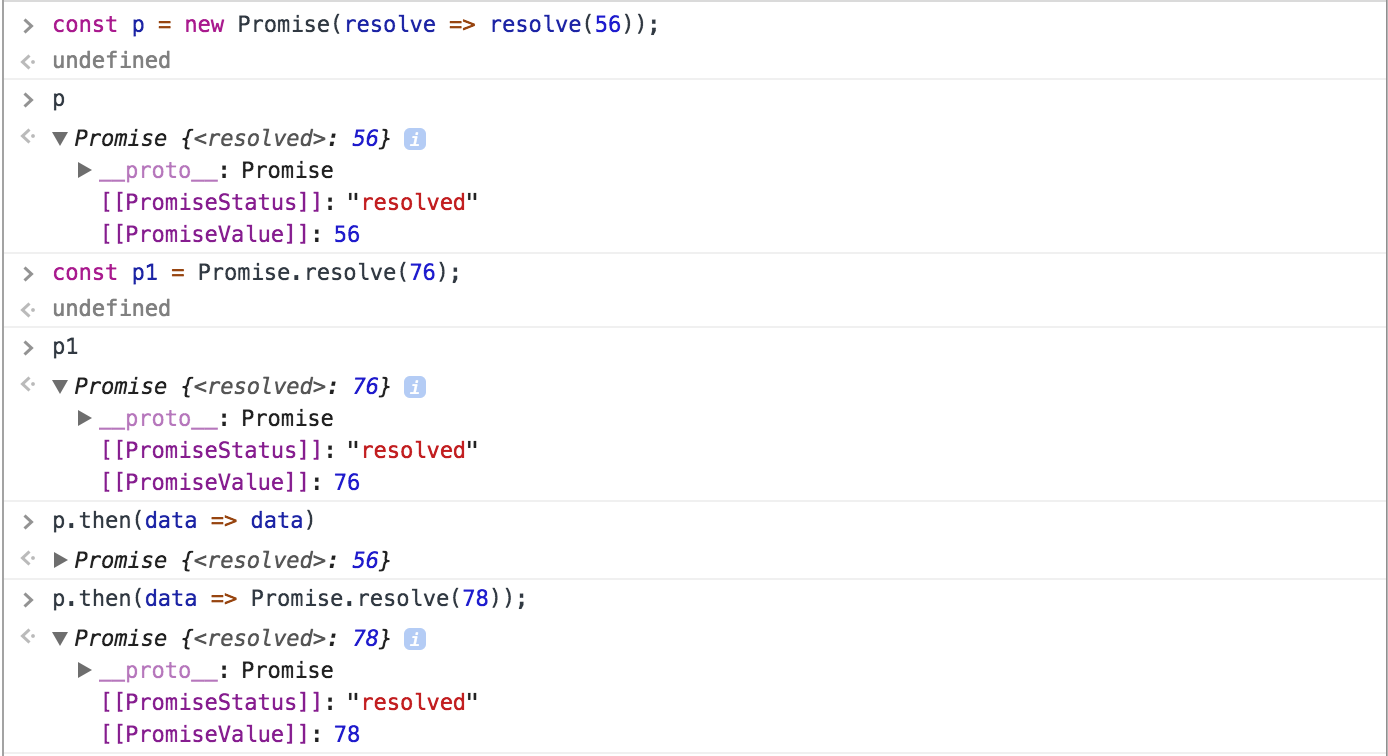 > const p = new Promise(resolve => resolve(56));
undefined
> p
▼ Promise {<resolved>: 56} i
▶ __proto__: Promise
[[PromiseStatus]]: "resolved"
[[PromiseValue]]: 56
> const p1 = Promise.resolve(76);
undefined
> p1
▼ Promise {<resolved>: 76} i
▶ __proto__: Promise
[[PromiseStatus]]: "resolved"
[[PromiseValue]]: 76
> p.then(data => data)
▶ Promise {<resolved>: 56}
> p.then(data => Promise.resolve(78));
▼ Promise {<resolved>: 78} i
▶ __proto__: Promise
[[PromiseStatus]]: "resolved"
[[PromiseValue]]: 78